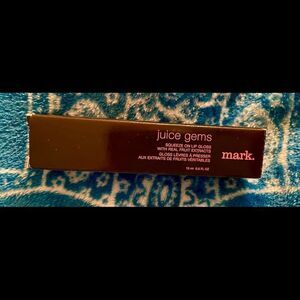 juice gems
SQUEEZE ON LIP GLOSS
WITH REAL FRUIT EXTRACTS
GLOSS LÈVRES À PRESSER
AUX EXTRAITS DE FRUITS VÉRITABLES
mark.